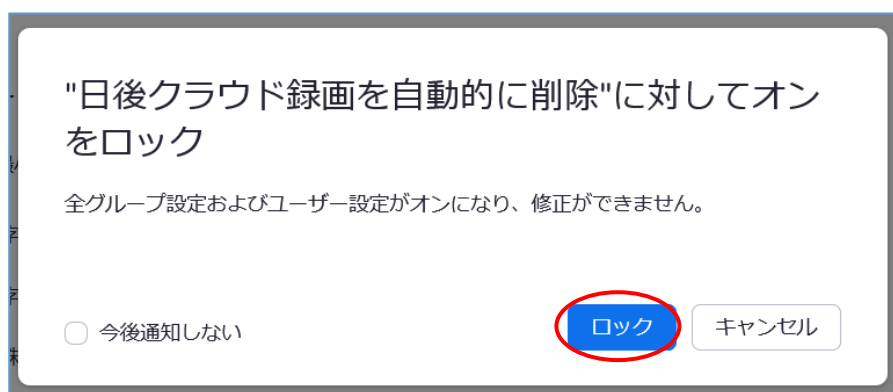 "日後クラウド録画を自動的に削除"に対してオン
をロック
全グループ設定およびユーザー設定がオンになり、修正ができません。
今後通知しない
ロック
キャンセル